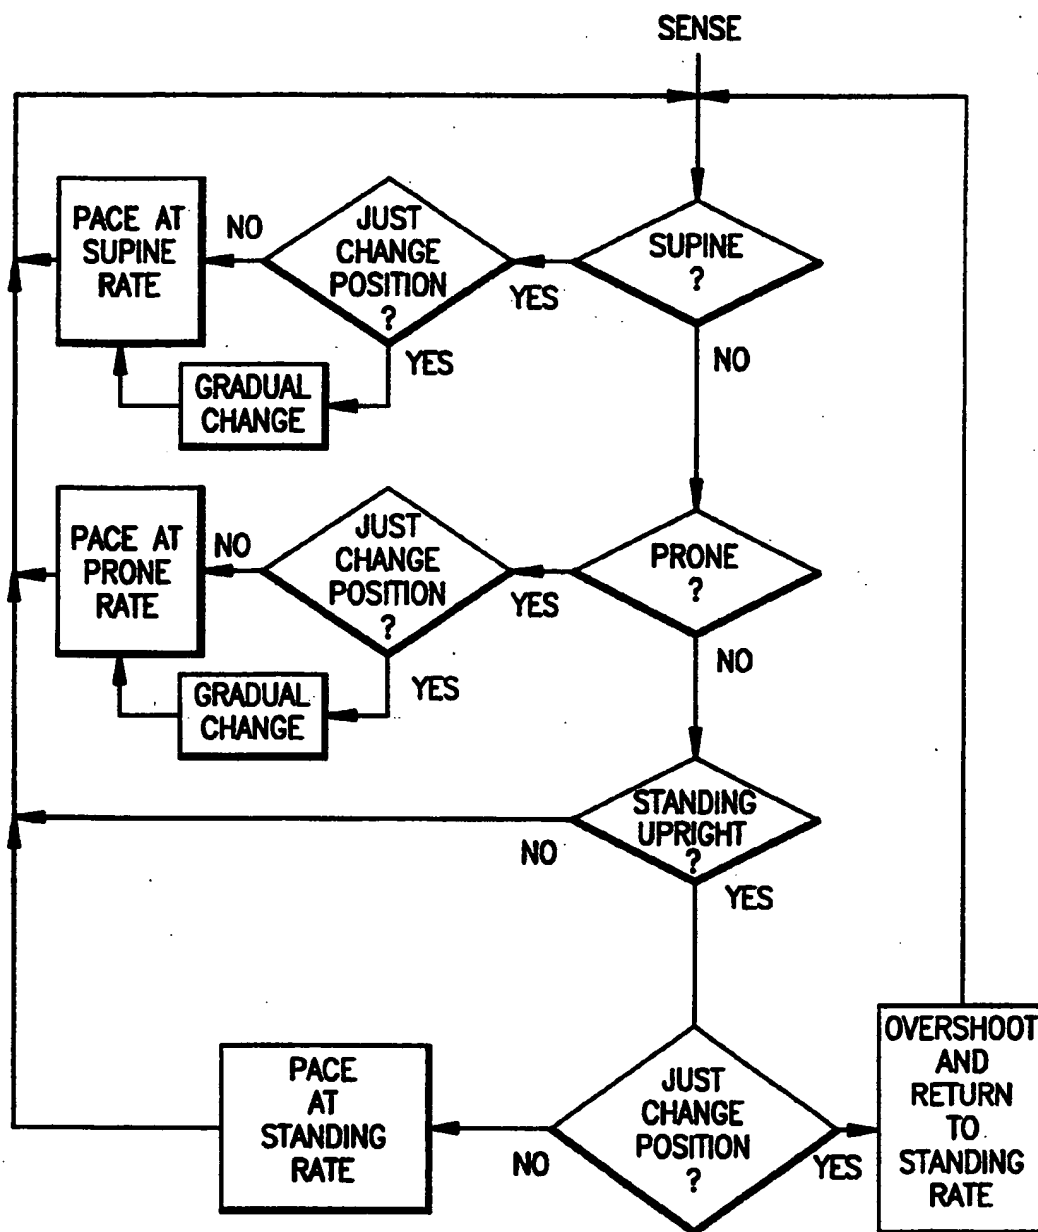 SENSE
PACE AT
SUPINE
RATE
NO
JUST
CHANGE
POSITION
?
YES
SUPINE
?
YES
NO
GRADUAL
CHANGE
PACE AT
PRONE
RATE
NO
JUST
CHANGE
POSITION
?
YES
PRONE
?
YES
NO
GRADUAL
CHANGE
STANDING
UPRIGHT
?
NO
YES
PACE
AT
STANDING
RATE
NO
JUST
CHANGE
POSITION
?
YES
OVERSHOOT
AND
RETURN
TO
STANDING
RATE